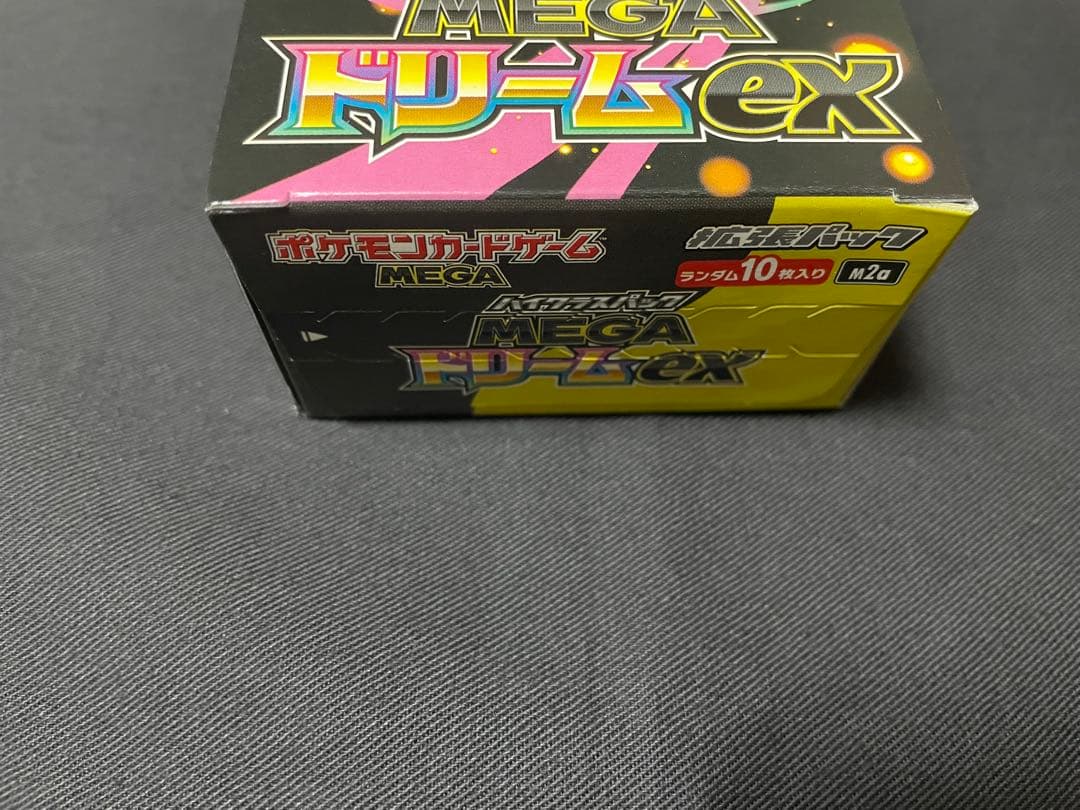 MEGA
ドリームex
ポケモンカードゲーム
MEGA
拡張パック
ランダム10枚入り
M2a
ハイクラスパック
MEGA
ドリームex